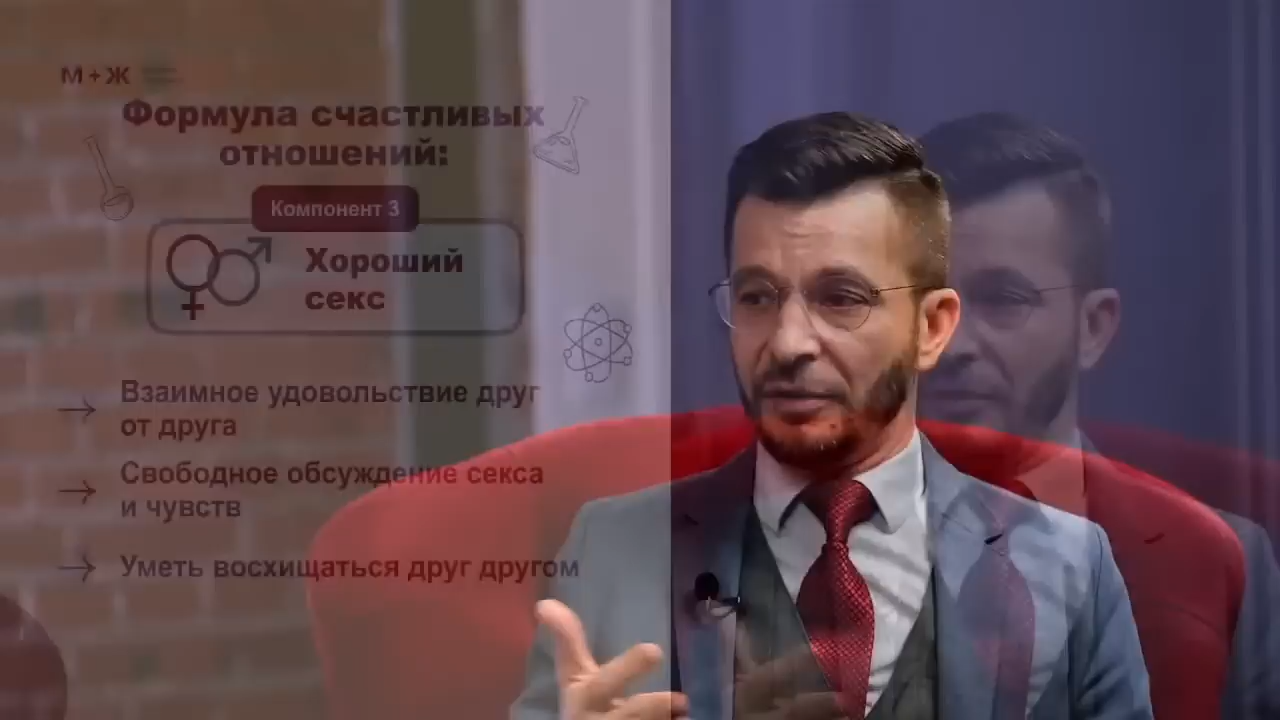 М + Ж
Формула счастливых
отношений:
Компонент 3
Хороший
секс
Взаимное удовольствие друг
от друга
Свободное обсуждение секса
и чувств
Уметь восхищаться друг другом